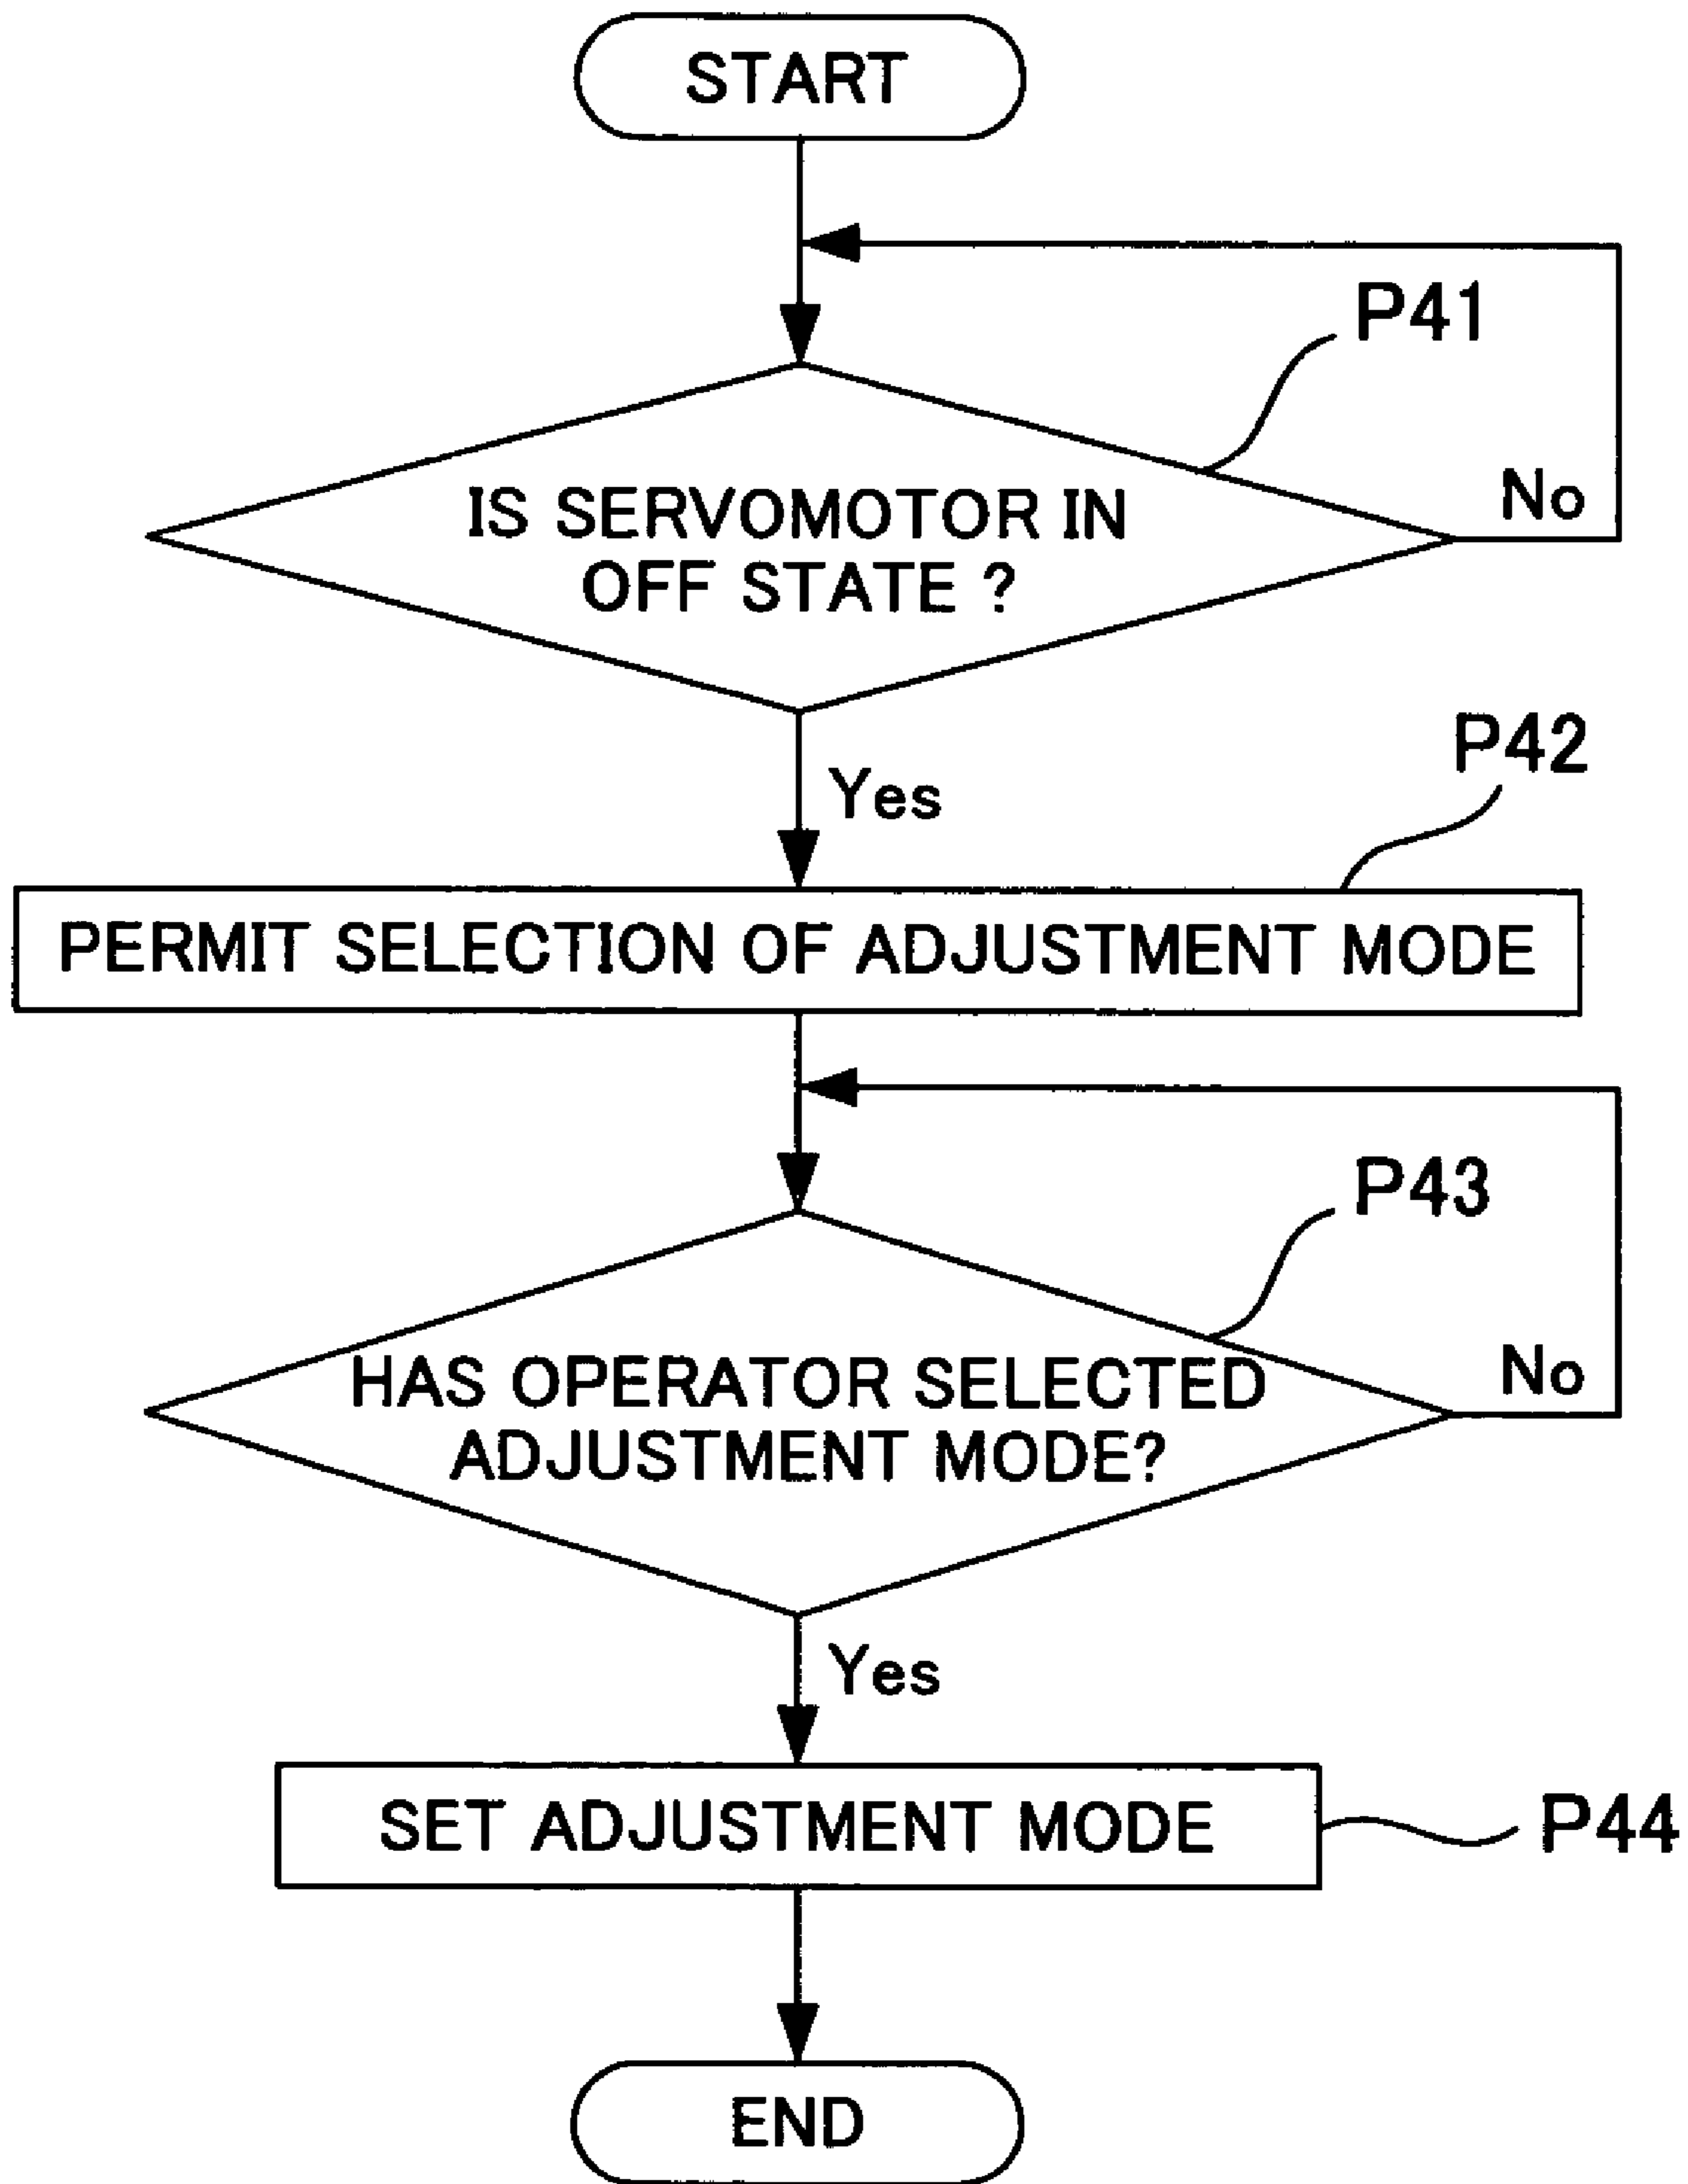 START
P41
IS SERVOMOTOR IN
OFF STATE ?
No
Yes
P42
PERMIT SELECTION OF ADJUSTMENT MODE
P43
HAS OPERATOR SELECTED
ADJUSTMENT MODE?
No
Yes
SET ADJUSTMENT MODE
P44
END